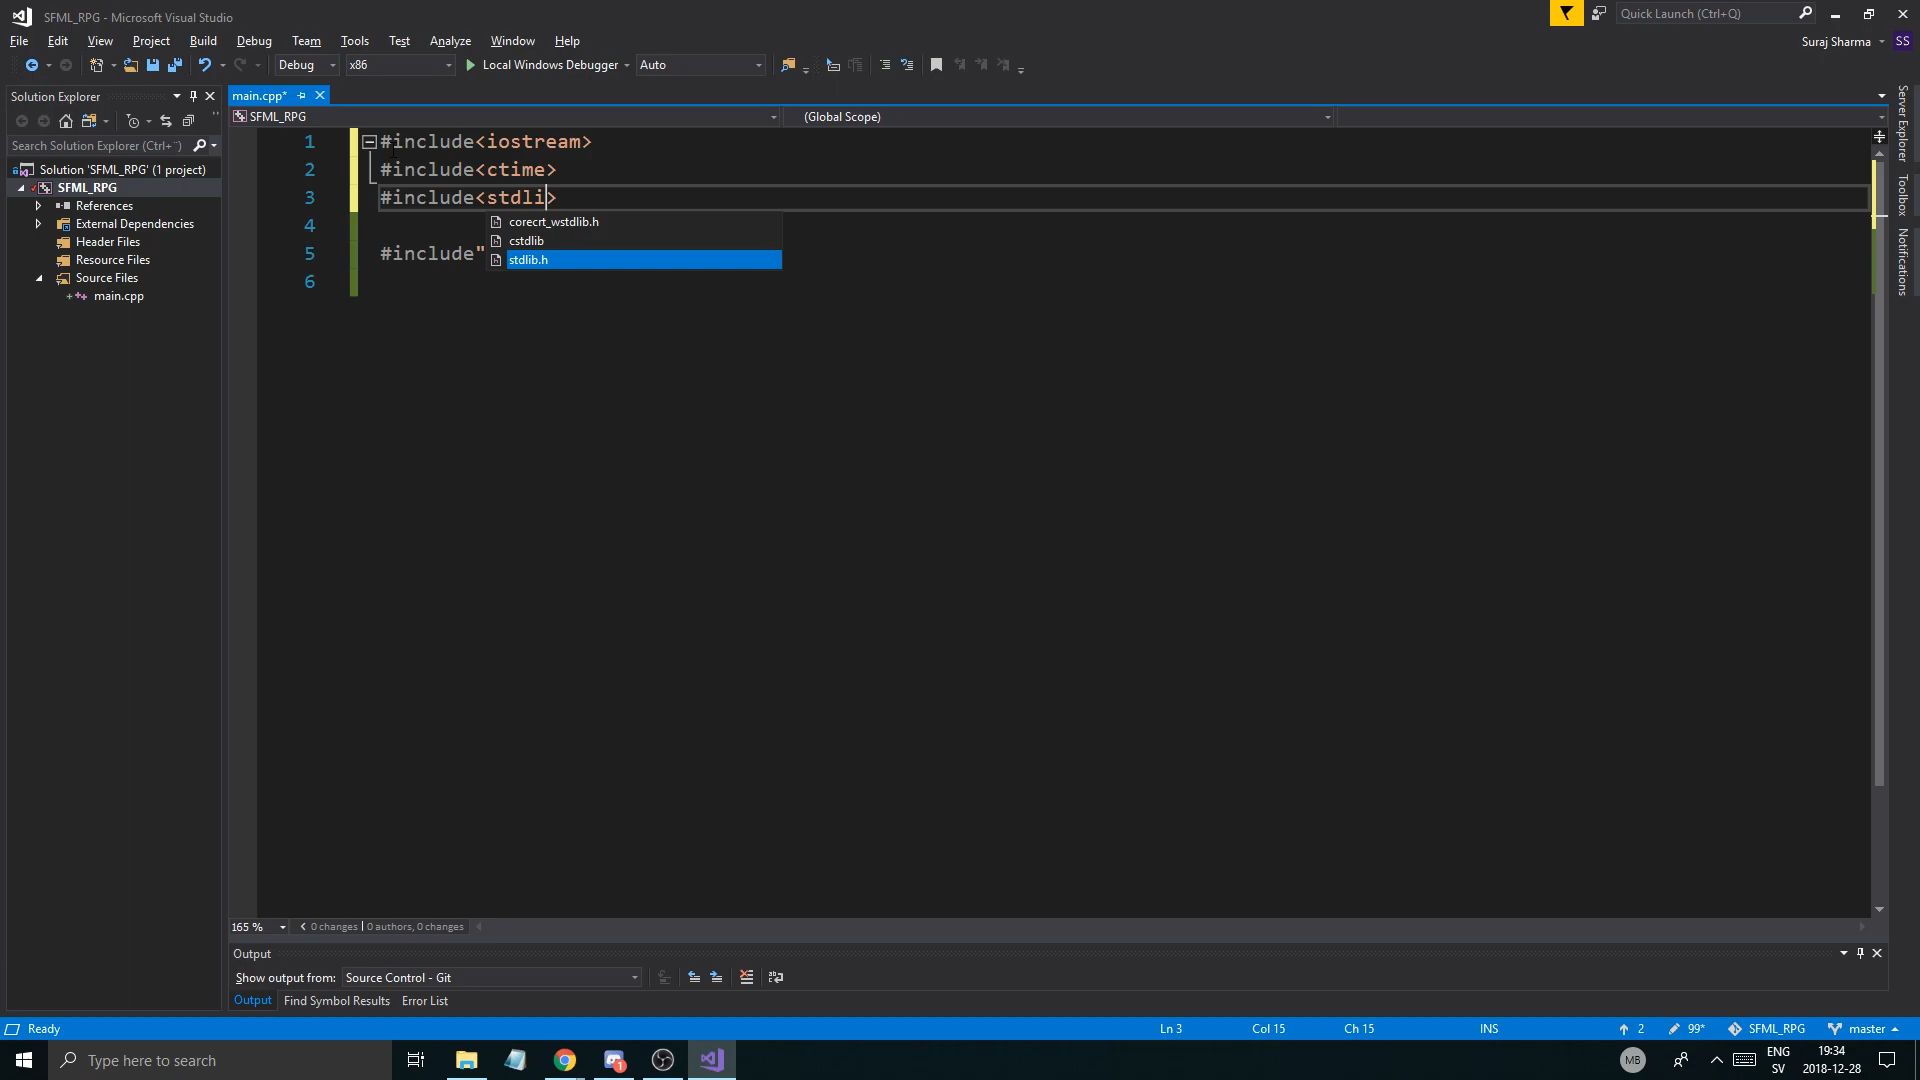 SFML_RPG - Microsoft Visual Studio
Quick Launch (Ctrl+Q)
File Edit View Project Build Debug Team Tools Test Analyze Window Help
Suraj Sharma SS
Debug x86 Local Windows Debugger Auto
Solution Explorer
main.cpp*
SFML_RPG (Global Scope)
Search Solution Explorer (Ctrl+¨)
Solution 'SFML_RPG' (1 project)
SFML_RPG
References
External Dependencies
Header Files
Resource Files
Source Files
main.cpp
1 #include<iostream>
2 #include<ctime>
3 #include<stdli>
4
5 #include"
6
corecrt_wstdlib.h
cstdlib
stdlib.h
Server Explorer
Toolbox
Notifications
165 % 0 changes | 0 authors, 0 changes
Output
Show output from: Source Control - Git
Output Find Symbol Results Error List
Ready Ln 3 Col 15 Ch 15 INS 2 99* SFML_RPG master
Type here to search
1
MB
ENG
SV
19:34
2018-12-28